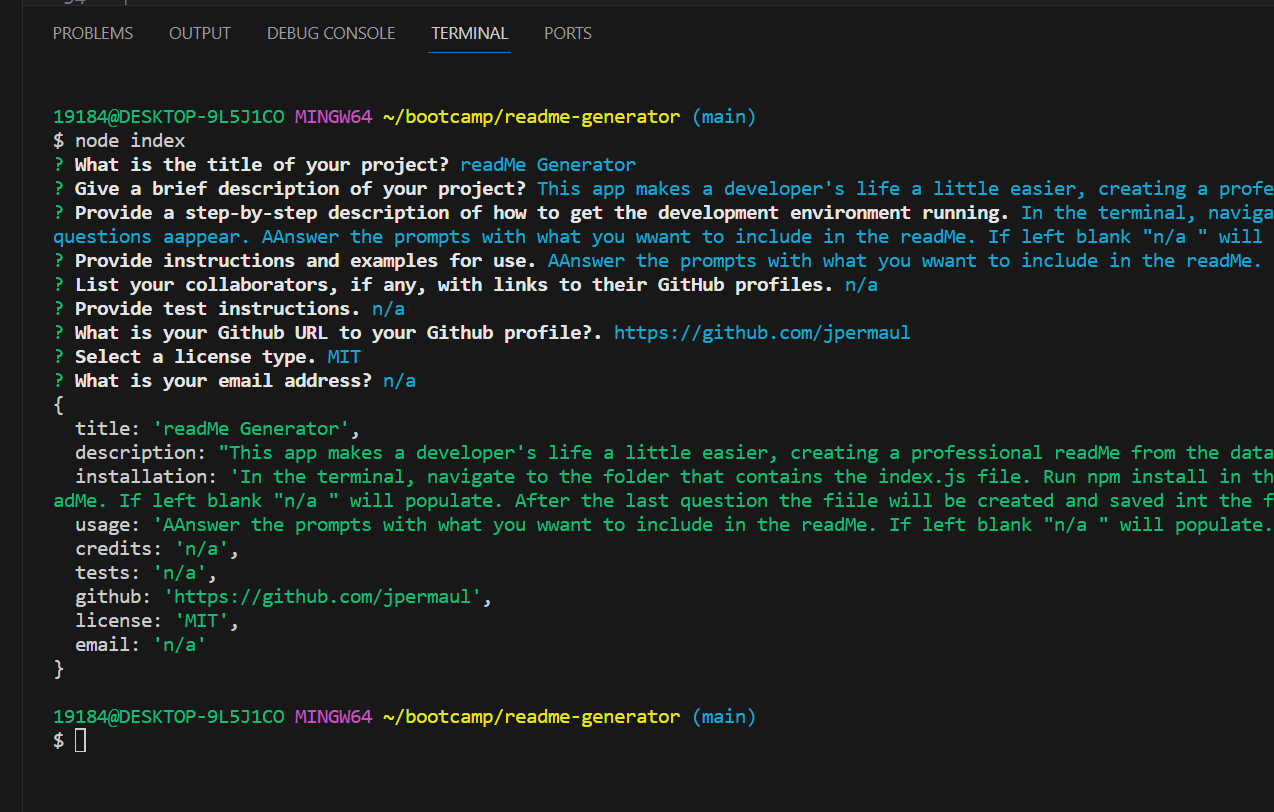 PROBLEMS OUTPUT DEBUG CONSOLE TERMINAL PORTS
19184@DESKTOP-9L5J1CO MINGW64 ~/bootcamp/readme-generator (main)
$ node index
? What is the title of your project? readMe Generator
? Give a brief description of your project? This app makes a developer's life a little easier, creating a profe
? Provide a step-by-step description of how to get the development environment running. In the terminal, naviga
questions aappear. AAnswer the prompts with what you wwant to include in the readMe. If left blank "n/a " will
? Provide instructions and examples for use. AAnswer the prompts with what you wwant to include in the readMe.
? List your collaborators, if any, with links to their GitHub profiles. n/a
? Provide test instructions. n/a
? What is your Github URL to your Github profile?. https://github.com/jpermaul
? Select a license type. MIT
? What is your email address? n/a
{
title: 'readMe Generator',
description: "This app makes a developer's life a little easier, creating a professional readMe from the data
installation: 'In the terminal, navigate to the folder that contains the index.js file. Run npm install in th
adMe. If left blank "n/a " will populate. After the last question the fiile will be created and saved int the f
usage: 'AAnswer the prompts with what you wwant to include in the readMe. If left blank "n/a " will populate.
credits: 'n/a',
tests: 'n/a',
github: 'https://github.com/jpermaul',
license: 'MIT',
email: 'n/a'
}
19184@DESKTOP-9L5J1CO MINGW64 ~/bootcamp/readme-generator (main)
$